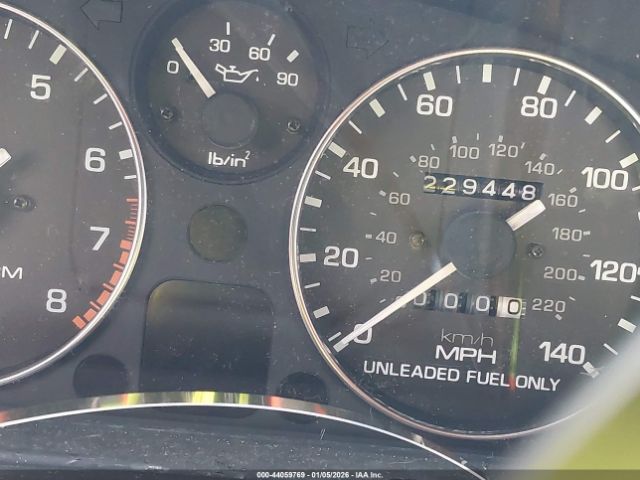 5
6
7
8
PM
0 30 60 90
lb/in²
0 20 40 60 80 100 120 140
20 40 60 80 100 120 140 160 180 200 220
229448
0000
km/h
MPH
UNLEADED FUEL ONLY
000-44059769 - 01/05/2026 - IAA Inc.